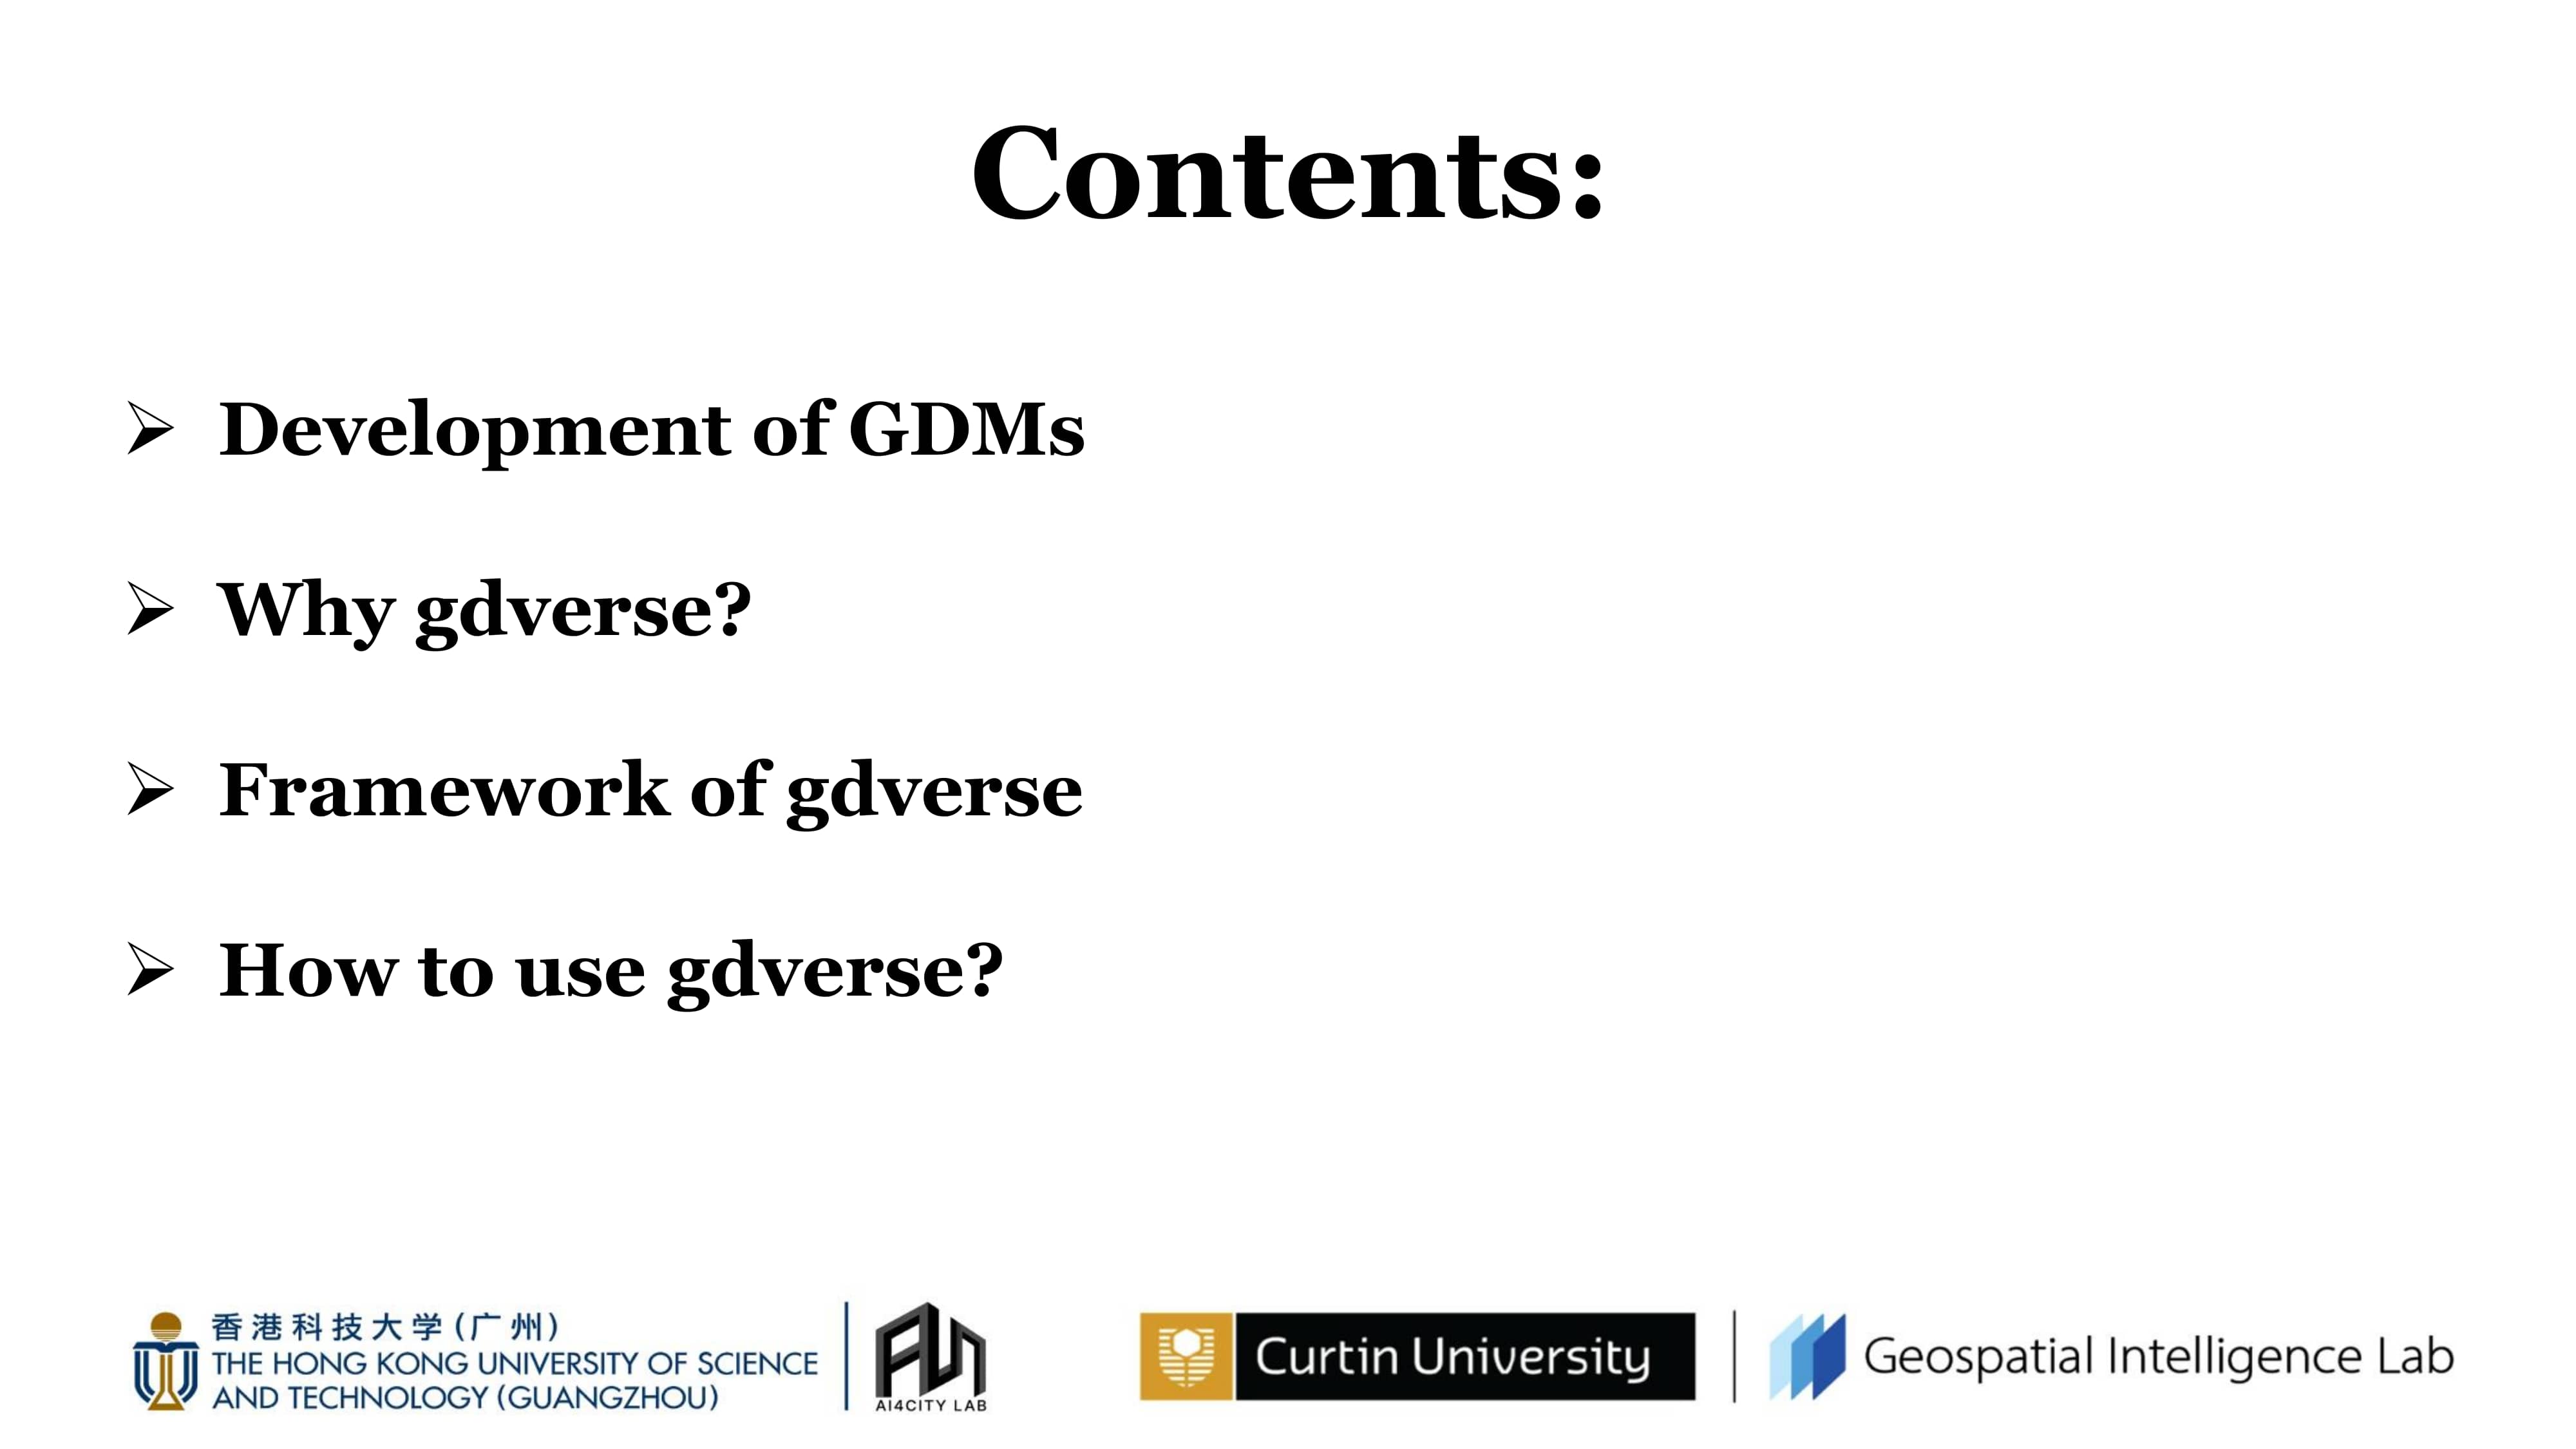 Contents:
Development of GDMs
Why gdverse?
Framework of gdverse
How to use gdverse?
香港科技大学(广州)
THE HONG KONG UNIVERSITY OF SCIENCE
AND TECHNOLOGY (GUANGZHOU)
AI4CITY LAB
Curtin University
Geospatial Intelligence Lab